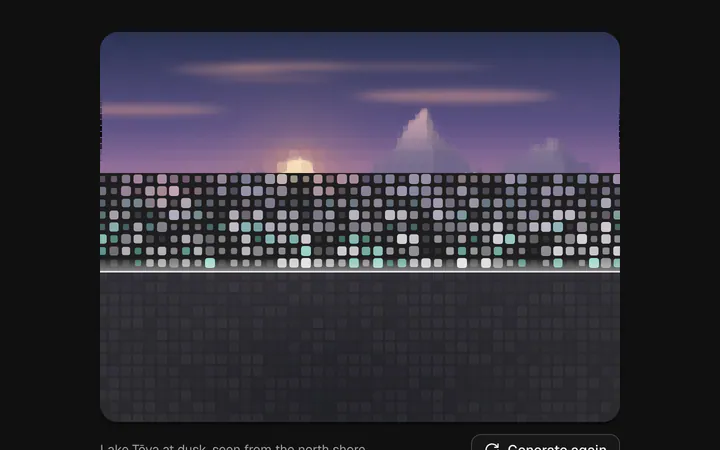 Lake Tōya at dusk, seen from the north shore
Generate again